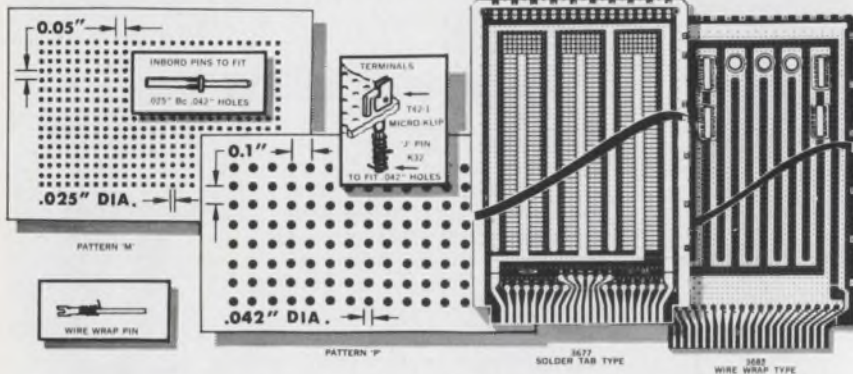 0.05"
INBORD PINS TO FIT
.025" Bc .042" HOLES
.025" DIA.
PATTERN 'M'
WIRE WRAP PIN
TERMINALS
T42-1
MICRO-KLIP
'J' PIN
K32
TO FIT .042" HOLES
0.1"
.042" DIA.
PATTERN 'P'
3677
SOLDER TAB TYPE
3682
WIRE WRAP TYPE